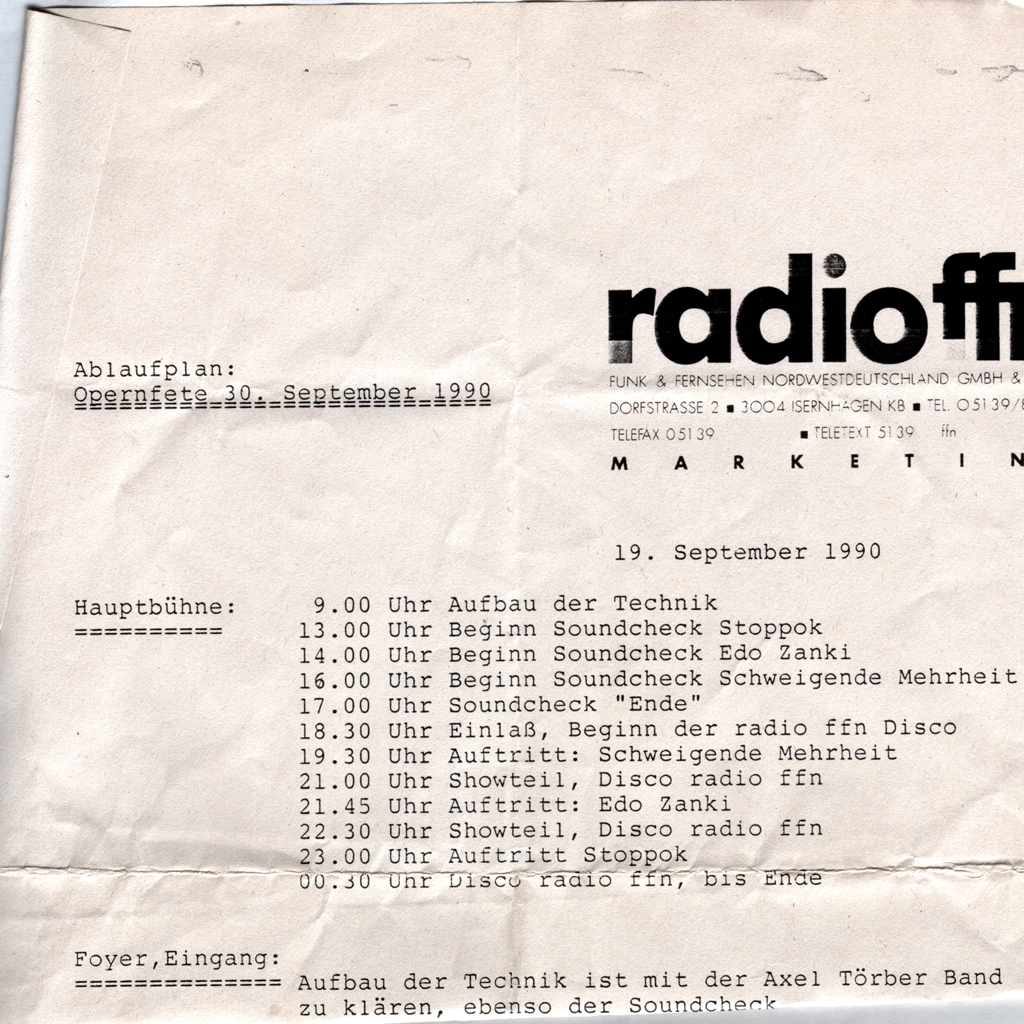 radio ffn
FUNK & FERNSEHEN NORDWESTDEUTSCHLAND GMBH &
DORFSTRASSE 2 ■ 3004 ISERNHAGEN KB ■ TEL. 05139/8
TELEFAX 05139 ■ TELETEXT 5139 ffn
MARKETIN
Ablaufplan:
Opernfete 30. September 1990
19. September 1990
Hauptbühne:
9.00 Uhr Aufbau der Technik
13.00 Uhr Beginn Soundcheck Stoppok
14.00 Uhr Beginn Soundcheck Edo Zanki
16.00 Uhr Beginn Soundcheck Schweigende Mehrheit
17.00 Uhr Soundcheck "Ende"
18.30 Uhr Einlaß, Beginn der radio ffn Disco
19.30 Uhr Auftritt: Schweigende Mehrheit
21.00 Uhr Showteil, Disco radio ffn
21.45 Uhr Auftritt: Edo Zanki
22.30 Uhr Showteil, Disco radio ffn
23.00 Uhr Auftritt Stoppok
00.30 Uhr Disco radio ffn, bis Ende
Foyer,Eingang:
Aufbau der Technik ist mit der Axel Törber Band
zu klären, ebenso der Soundcheck